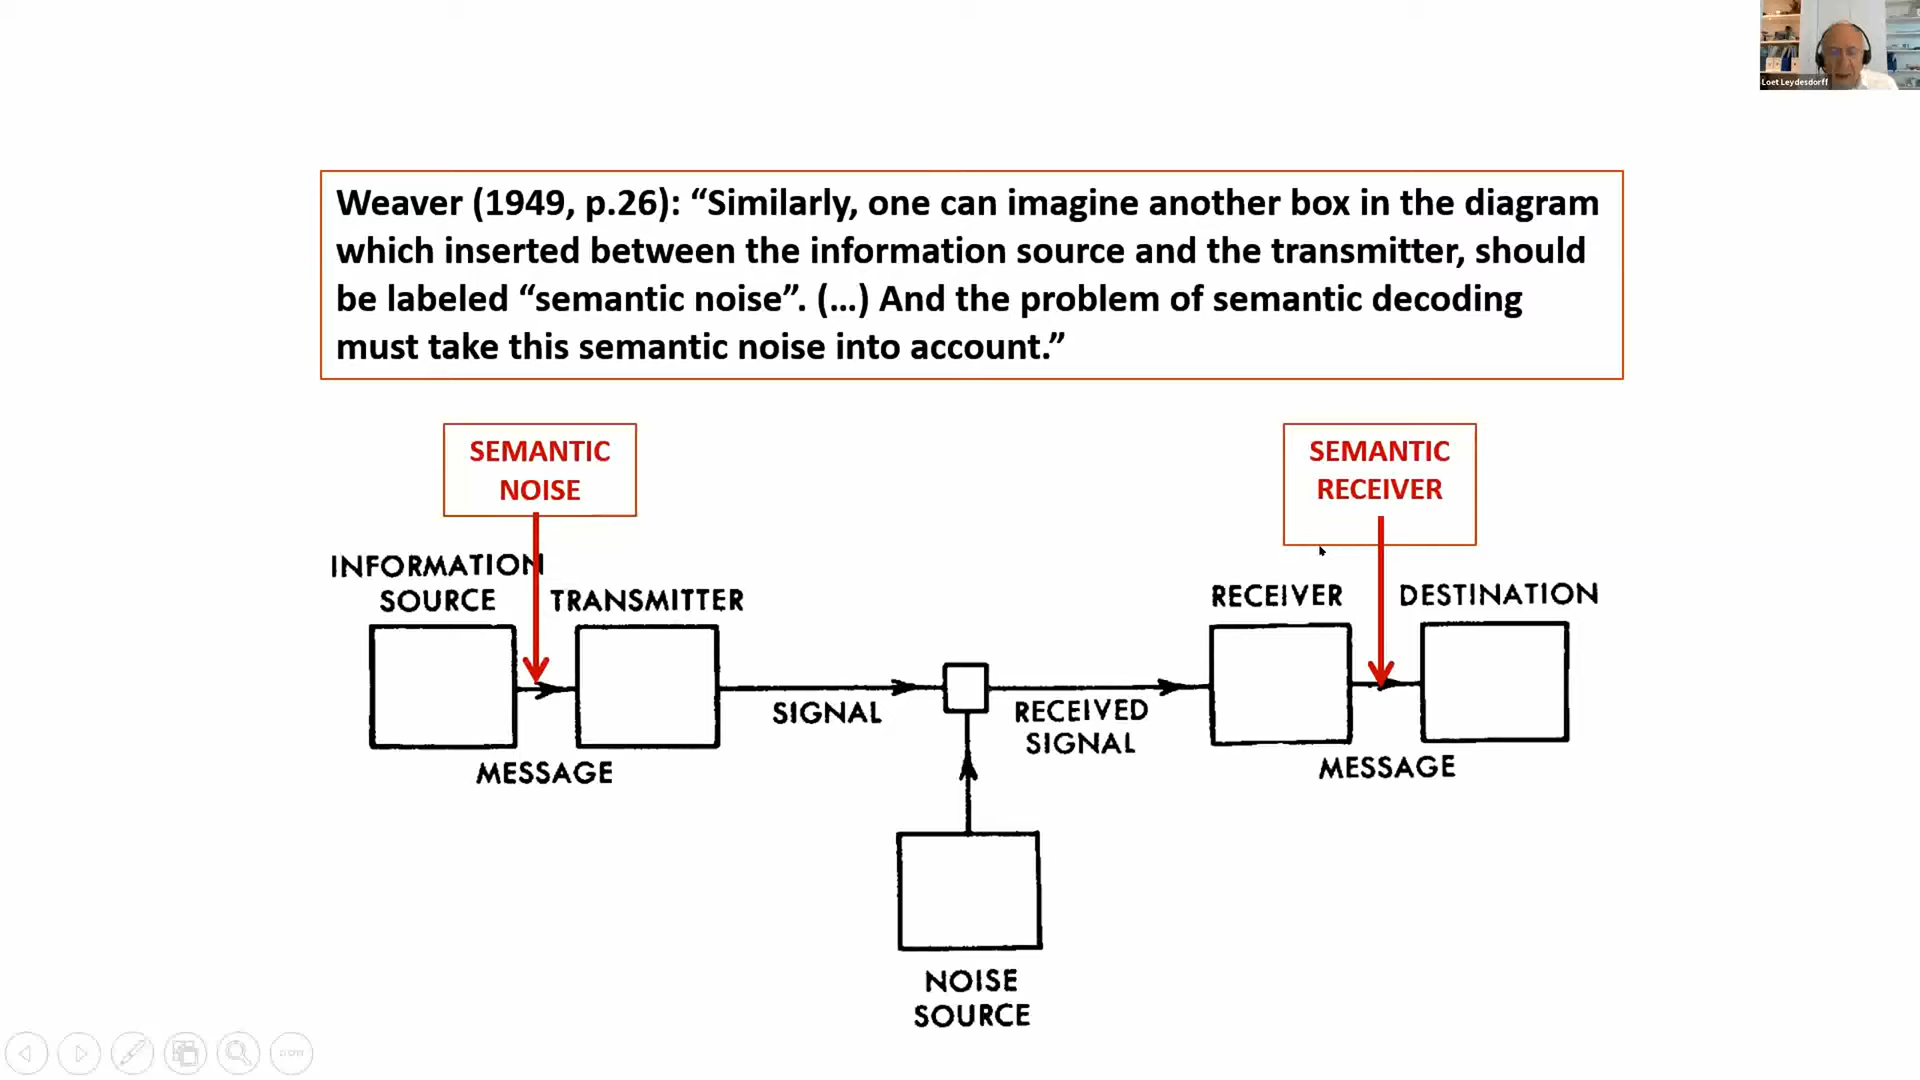 Loet Leydesdorff
Weaver (1949, p.26): “Similarly, one can imagine another box in the diagram
which inserted between the information source and the transmitter, should
be labeled “semantic noise”. (…) And the problem of semantic decoding
must take this semantic noise into account.”
SEMANTIC
NOISE
SEMANTIC
RECEIVER
INFORMATION
SOURCE
TRANSMITTER
RECEIVER
DESTINATION
SIGNAL
RECEIVED
SIGNAL
MESSAGE
MESSAGE
NOISE
SOURCE